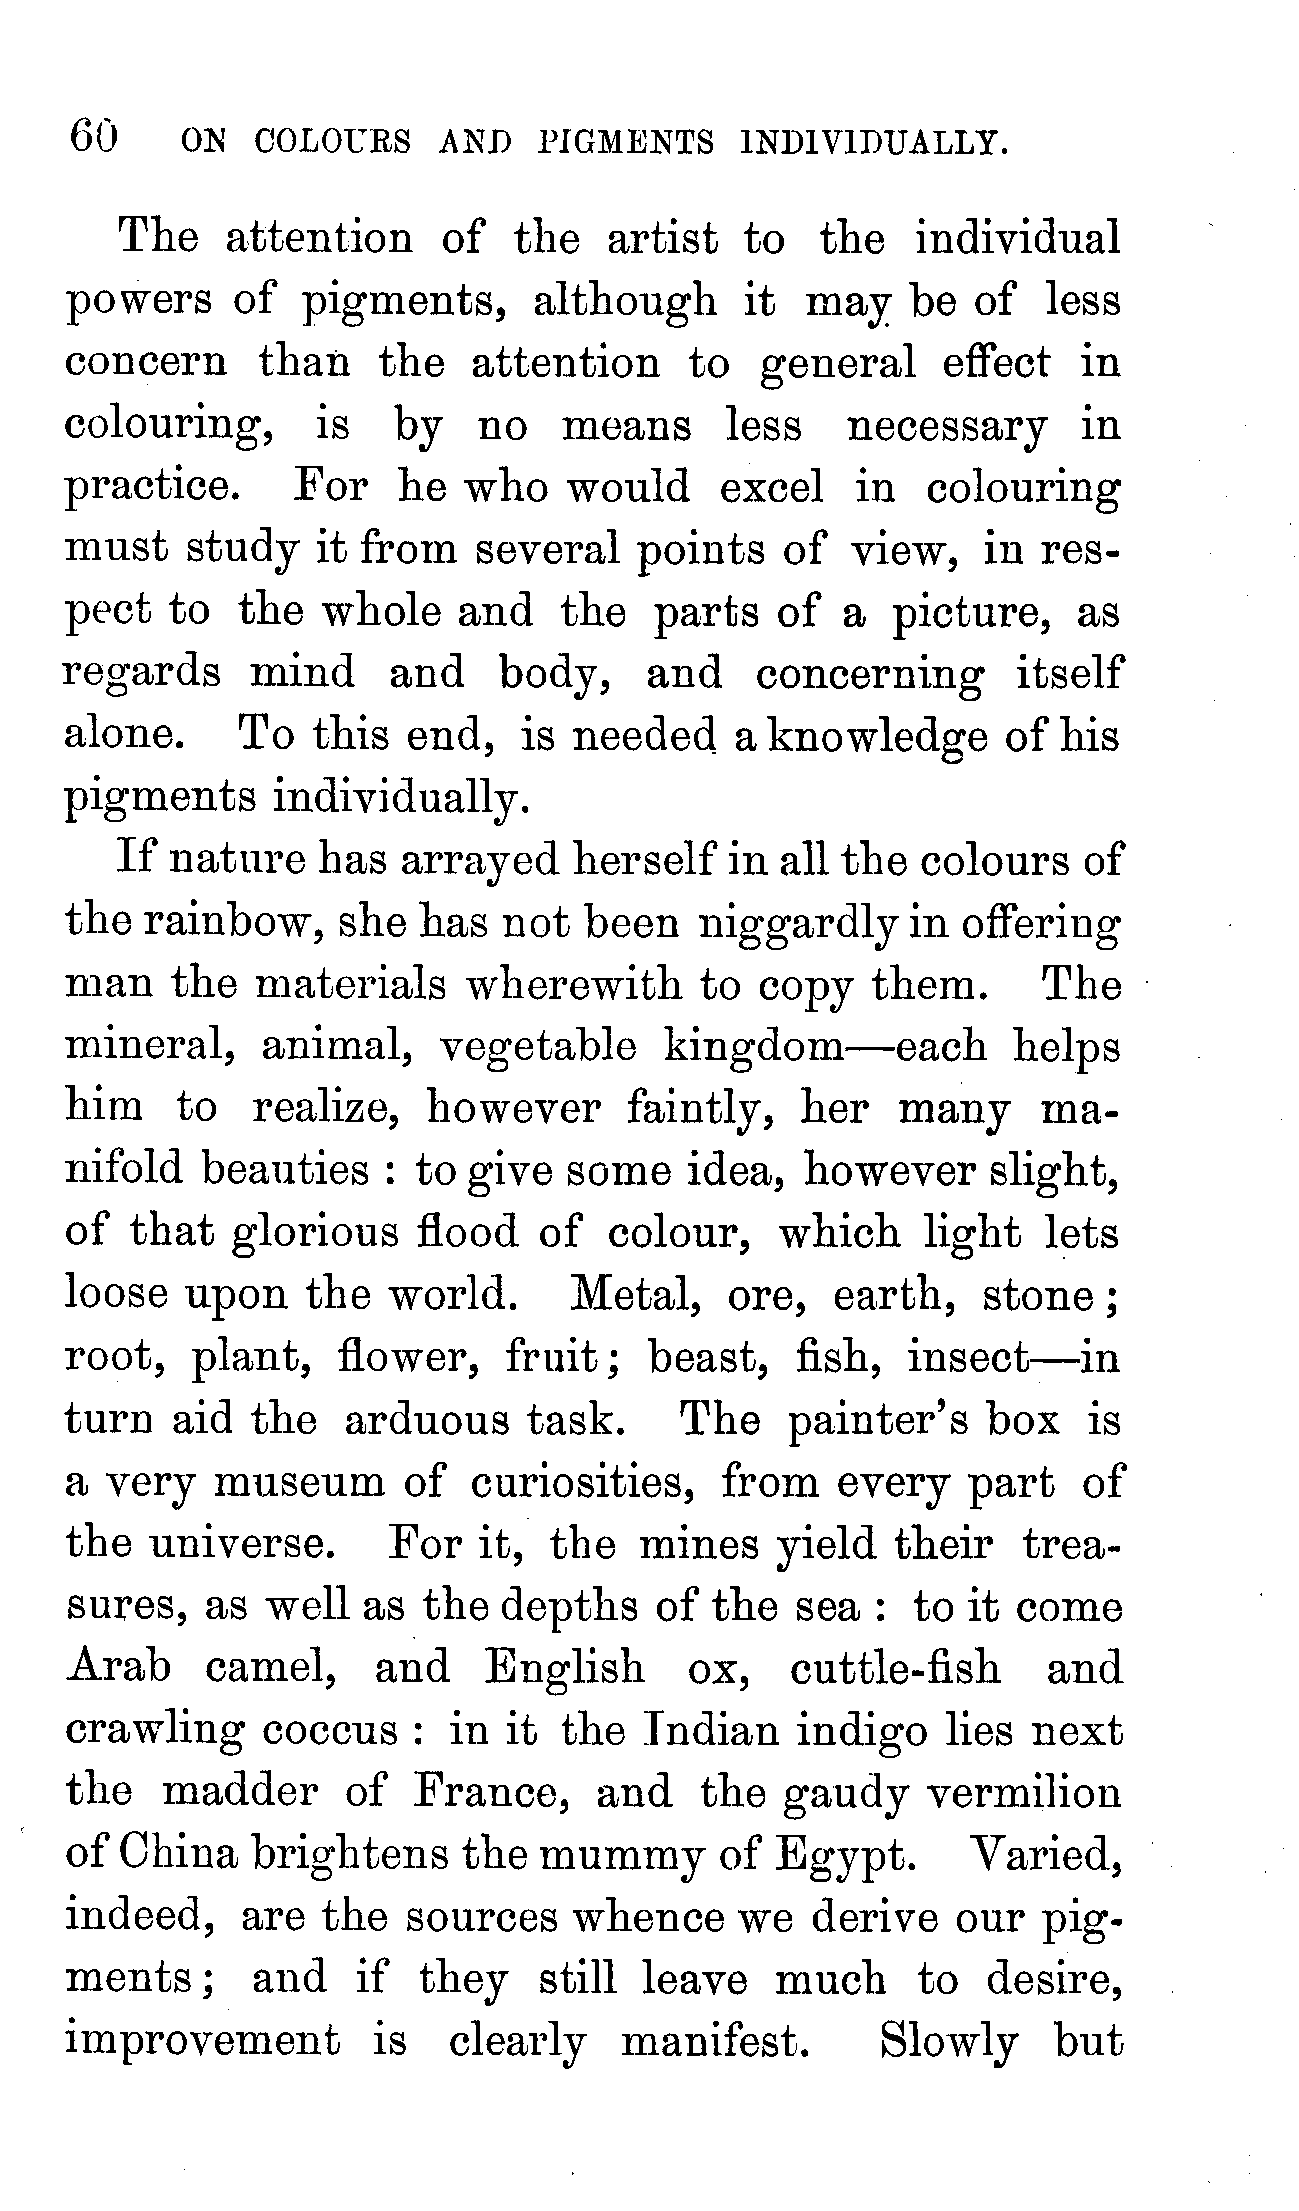 60 ON COLOURS AND PIGMENTS INDIVIDUALLY.
The attention of the artist to the individual
powers of pigments, although it may be of less
concern than the attention to general effect in
colouring, is by no means less necessary in
practice. For he who would excel in colouring
must study it from several points of view, in res-
pect to the whole and the parts of a picture, as
regards mind and body, and concerning itself
alone. To this end, is needed a knowledge of his
pigments individually.
If nature has arrayed herself in all the colours of
the rainbow, she has not been niggardly in offering
man the materials wherewith to copy them. The
mineral, animal, vegetable kingdom—each helps
him to realize, however faintly, her many ma-
nifold beauties : to give some idea, however slight,
of that glorious flood of colour, which light lets
loose upon the world. Metal, ore, earth, stone ;
root, plant, flower, fruit ; beast, fish, insect—in
turn aid the arduous task. The painter's box is
a very museum of curiosities, from every part of
the universe. For it, the mines yield their trea-
sures, as well as the depths of the sea : to it come
Arab camel, and English ox, cuttle-fish and
crawling coccus : in it the Indian indigo lies next
the madder of France, and the gaudy vermilion
of China brightens the mummy of Egypt. Varied,
indeed, are the sources whence we derive our pig-
ments ; and if they still leave much to desire,
improvement is clearly manifest. Slowly but